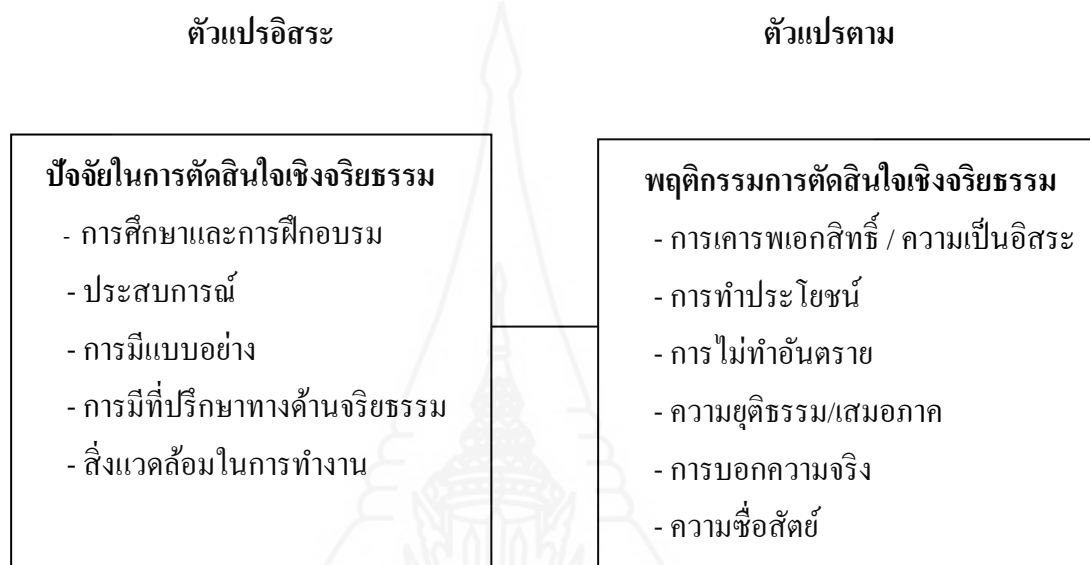 ตัวแปรอิสระ
ตัวแปรตาม
ปัจจัยในการตัดสินใจเชิงจริยธรรม
- การศึกษาและการฝึกอบรม
- ประสบการณ์
- การมีแบบอย่าง
- การมีที่ปรึกษาทางด้านจริยธรรม
- สิ่งแวดล้อมในการทำงาน
พฤติกรรมการตัดสินใจเชิงจริยธรรม
- การเคารพเอกสิทธิ์ / ความเป็นอิสระ
- การทำประโยชน์
- การไม่ทำอันตราย
- ความยุติธรรม/เสมอภาค
- การบอกความจริง
- ความซื่อสัตย์